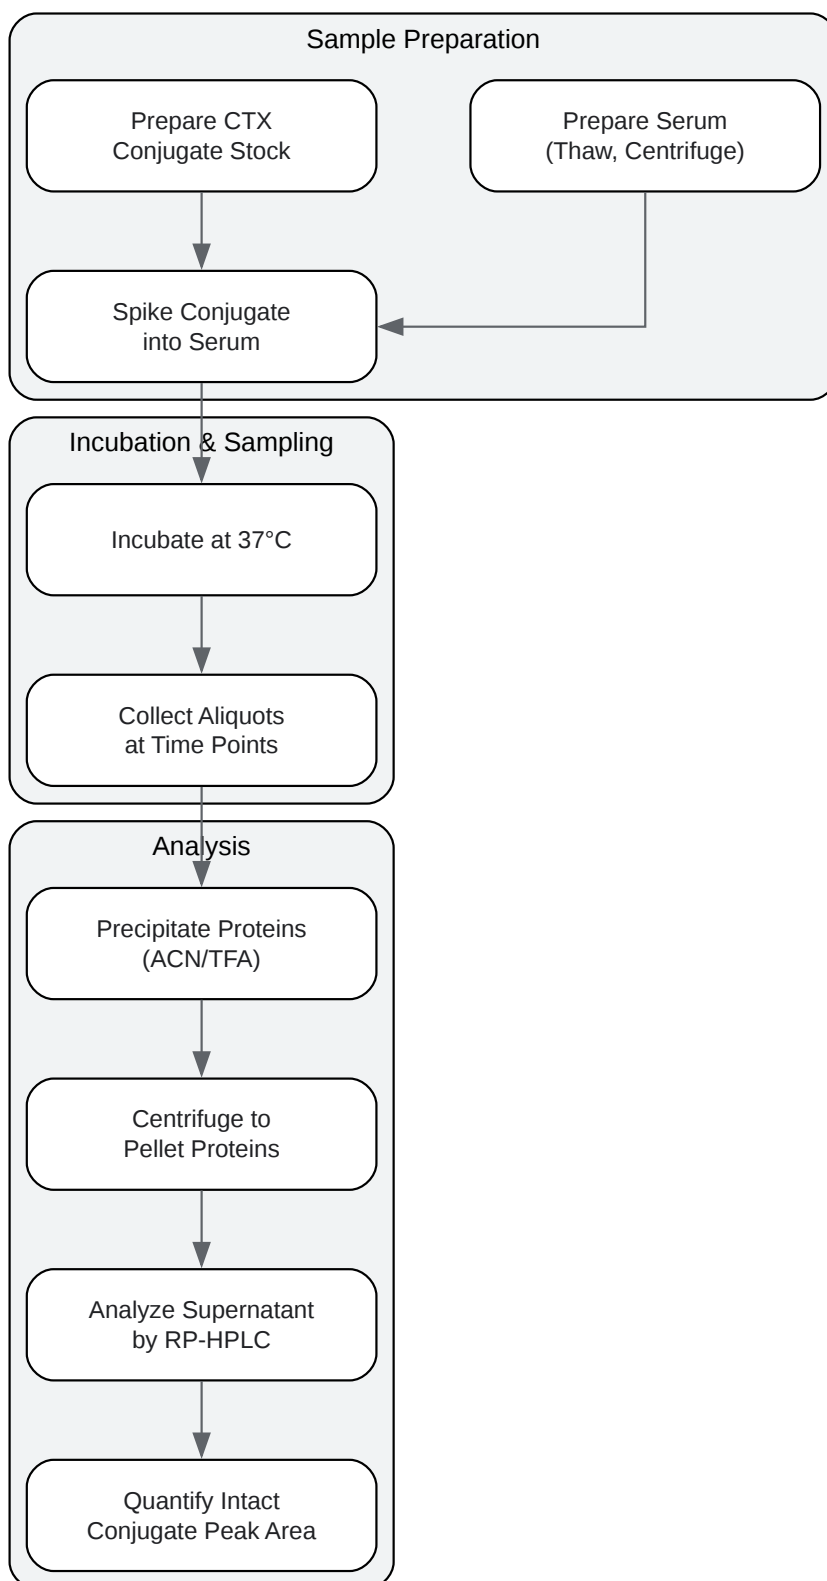 Sample Preparation
Prepare CTX
Conjugate Stock
Prepare Serum
(Thaw, Centrifuge)
Spike Conjugate
into Serum
Incubation & Sampling
Incubate at 37°C
Collect Aliquots
at Time Points
Analysis
Precipitate Proteins
(ACN/TFA)
Centrifuge to
Pellet Proteins
Analyze Supernatant
by RP-HPLC
Quantify Intact
Conjugate Peak Area